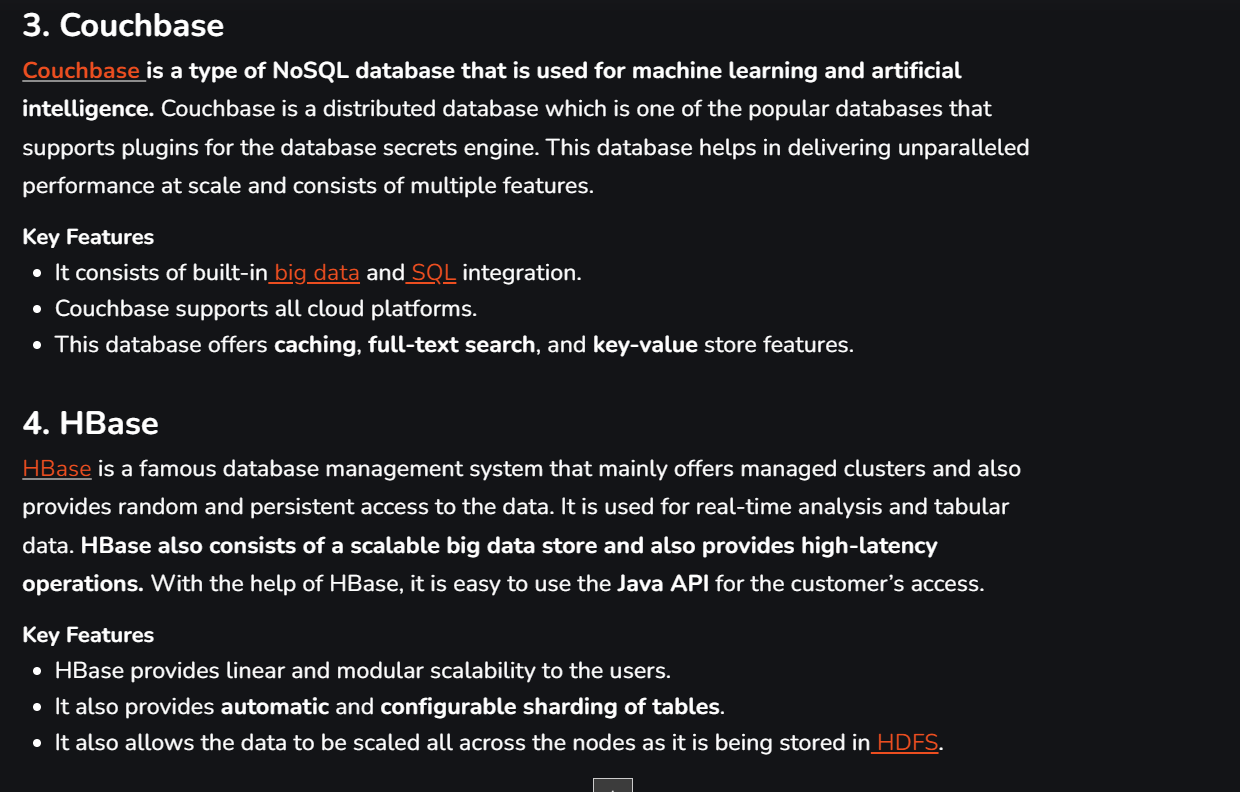 3. Couchbase
Couchbase is a type of NoSQL database that is used for machine learning and artificial
intelligence. Couchbase is a distributed database which is one of the popular databases that
supports plugins for the database secrets engine. This database helps in delivering unparalleled
performance at scale and consists of multiple features.
Key Features
• It consists of built-in big data and SQL integration.
• Couchbase supports all cloud platforms.
• This database offers caching, full-text search, and key-value store features.
4. HBase
HBase is a famous database management system that mainly offers managed clusters and also
provides random and persistent access to the data. It is used for real-time analysis and tabular
data. HBase also consists of a scalable big data store and also provides high-latency
operations. With the help of HBase, it is easy to use the Java API for the customer’s access.
Key Features
• HBase provides linear and modular scalability to the users.
• It also provides automatic and configurable sharding of tables.
• It also allows the data to be scaled all across the nodes as it is being stored in HDFS.